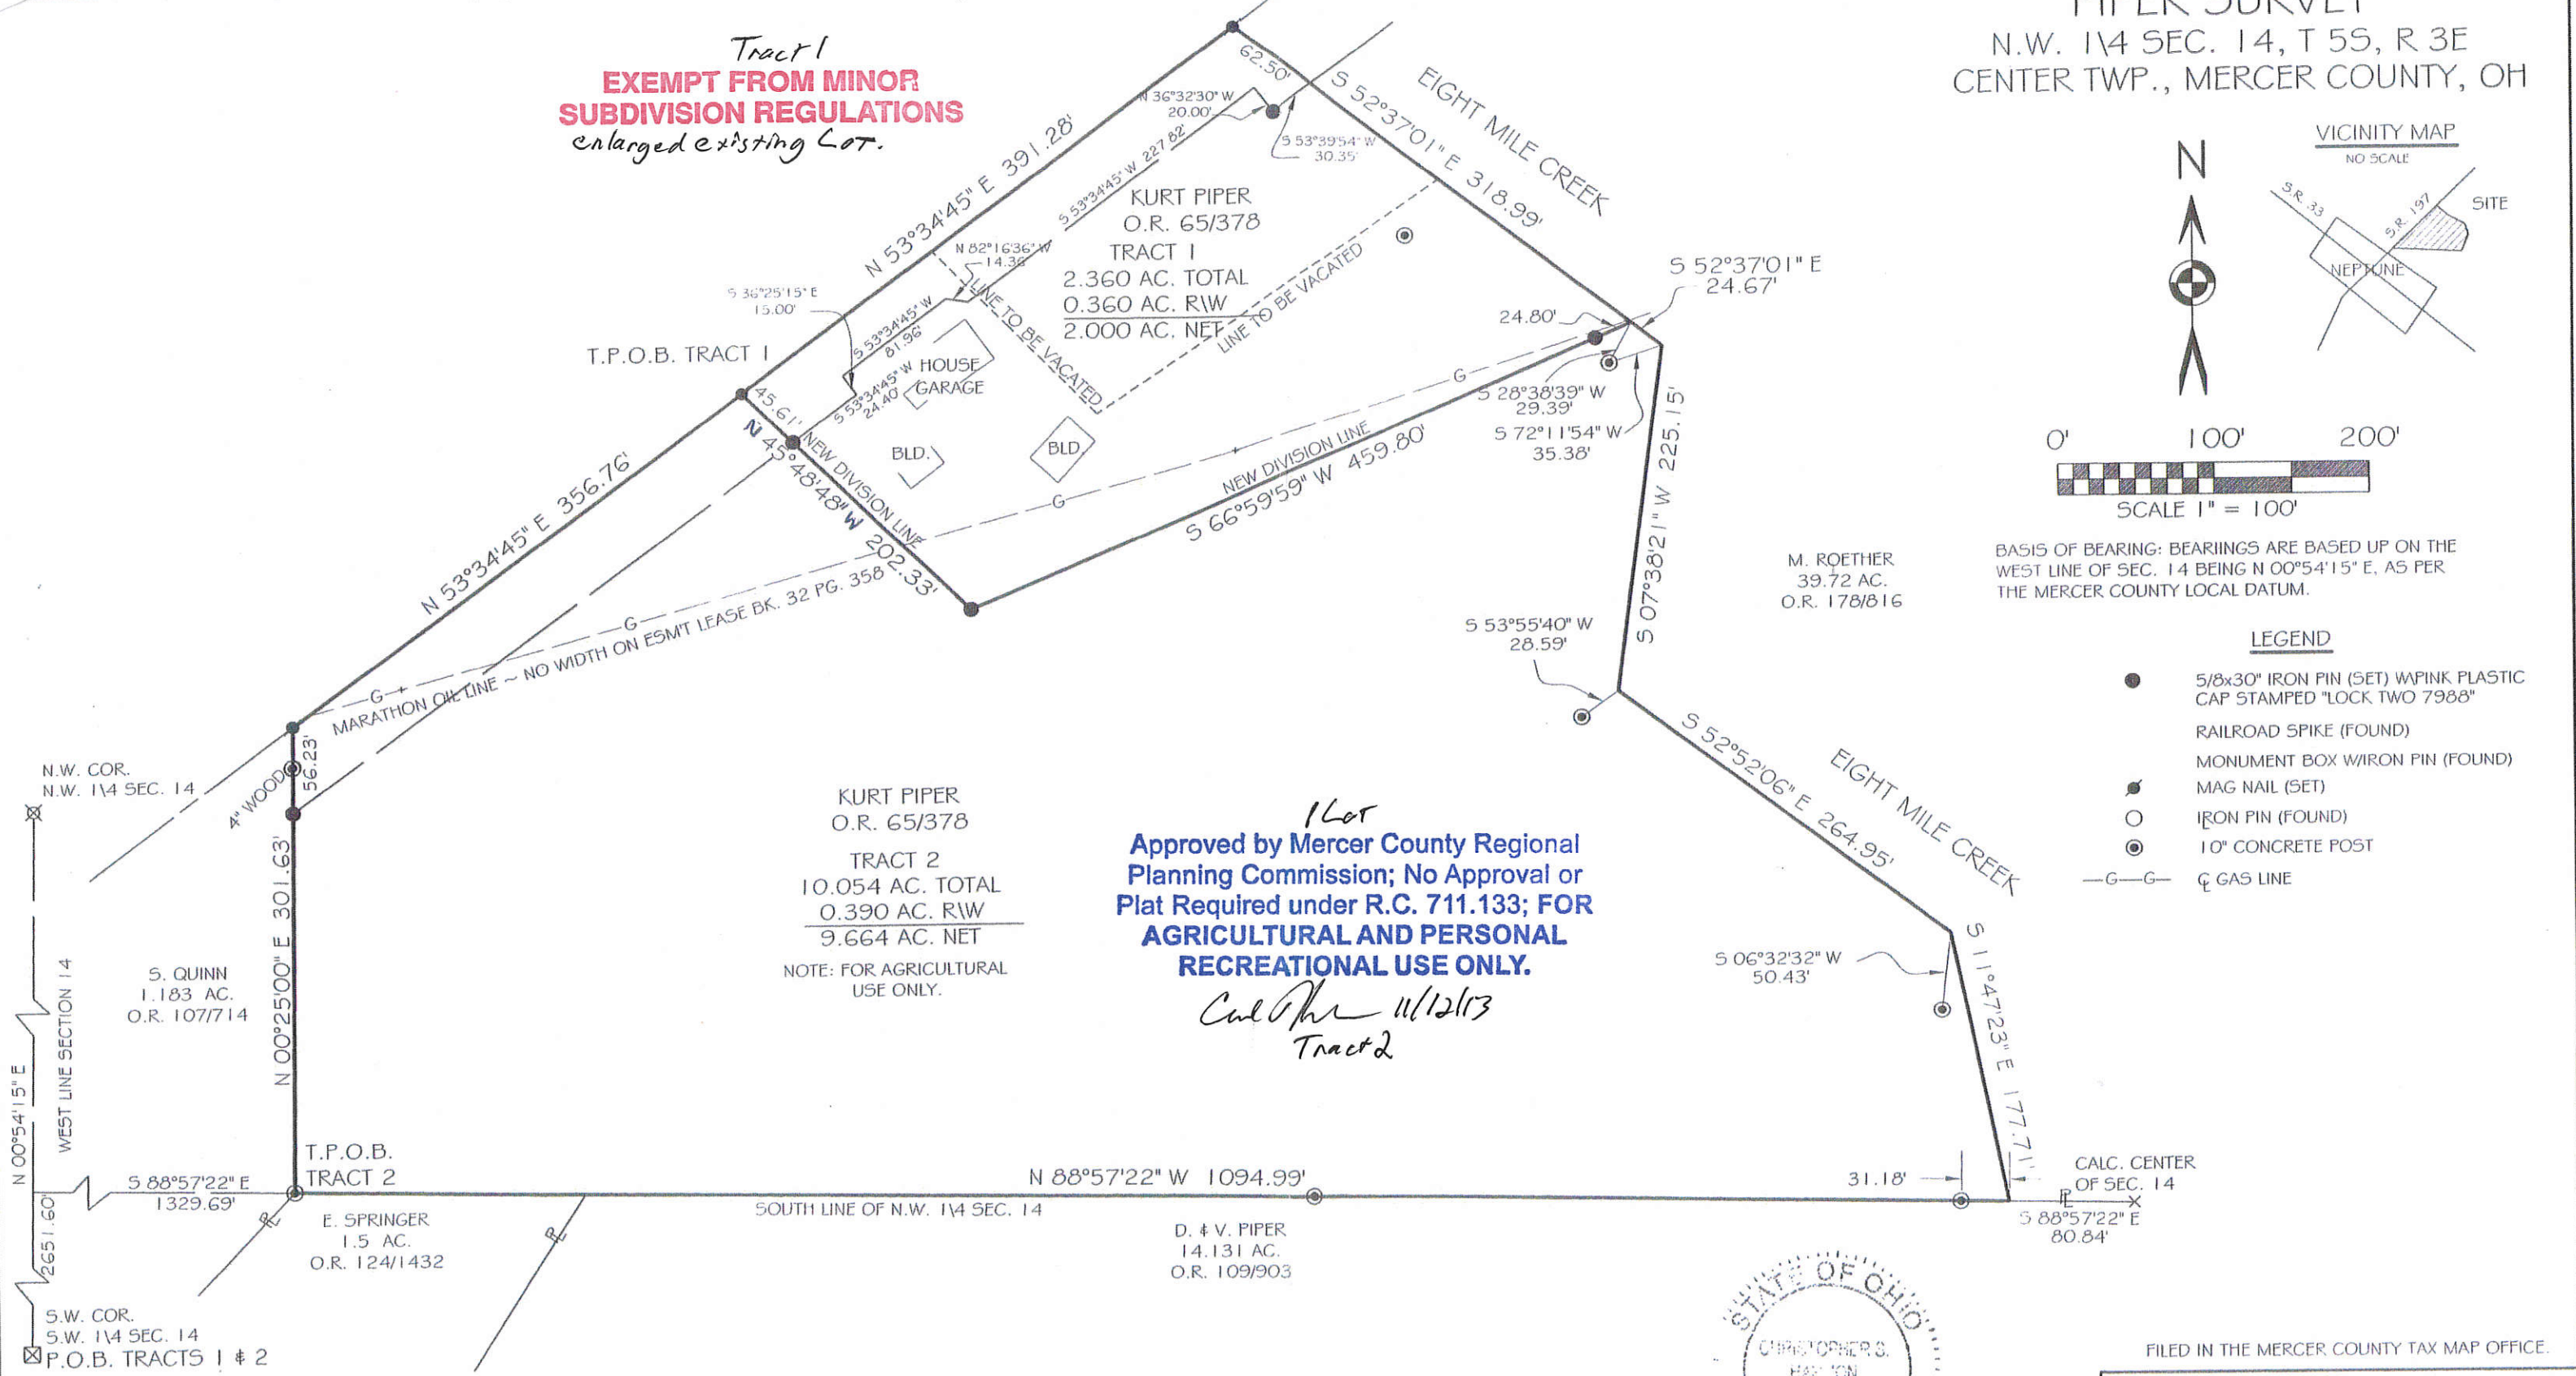 PIPER SURVEY
N.W. 1\4 SEC. 14, T 5S, R 3E
CENTER TWP., MERCER COUNTY, OH
Tract 1
EXEMPT FROM MINOR
SUBDIVISION REGULATIONS
enlarged existing Lot.
VICINITY MAP
NO SCALE
S.R. 33
S.R. 197
SITE
NEPTUNE
N
0' 100' 200'
SCALE 1" = 100'
BASIS OF BEARING: BEARIINGS ARE BASED UP ON THE
WEST LINE OF SEC. 14 BEING N 00°54'15" E, AS PER
THE MERCER COUNTY LOCAL DATUM.
LEGEND
5/8x30" IRON PIN (SET) W\PINK PLASTIC
CAP STAMPED "LOCK TWO 7988"
RAILROAD SPIKE (FOUND)
MONUMENT BOX W/IRON PIN (FOUND)
MAG NAIL (SET)
IRON PIN (FOUND)
10" CONCRETE POST
—G—G— ℄ GAS LINE
62.50'
N 36°32'30" W
20.00'
S 53°39'54" W
30.35'
S 52°37'01" E 318.99'
EIGHT MILE CREEK
N 53°34'45" E 391.28'
S 53°34'45" W 227.82'
KURT PIPER
O.R. 65/378
TRACT 1
2.360 AC. TOTAL
0.360 AC. R\W
2.000 AC. NET
N 82°16'36" W
14.36'
LINE TO BE VACATED
LINE TO BE VACATED
S 36°25'15" E
15.00'
S 53°34'45" W
81.96'
S 53°34'45" W
24.40'
HOUSE
GARAGE
BLD.
BLD.
T.P.O.B. TRACT 1
45.61'
NEW DIVISION LINE
N 45°48'48" W 202.33'
S 52°37'01" E
24.67'
24.80'
S 28°38'39" W
29.39'
S 72°11'54" W
35.38'
G
G
NEW DIVISION LINE
S 66°59'59" W 459.80'
S 07°38'21" W 225.15'
M. ROETHER
39.72 AC.
O.R. 178/816
N 53°34'45" E 356.76'
G
G
MARATHON OIL LINE ~ NO WIDTH ON ESM'T LEASE BK. 32 PG. 358
S 53°55'40" W
28.59'
S 52°52'06" E 264.95'
EIGHT MILE CREEK
N.W. COR.
N.W. 1\4 SEC. 14
4" WOOD
56.23'
N 00°25'00" E 301.63'
KURT PIPER
O.R. 65/378
TRACT 2
10.054 AC. TOTAL
0.390 AC. R\W
9.664 AC. NET
NOTE: FOR AGRICULTURAL
USE ONLY.
1 Lot
Approved by Mercer County Regional
Planning Commission; No Approval or
Plat Required under R.C. 711.133; FOR
AGRICULTURAL AND PERSONAL
RECREATIONAL USE ONLY.
11/12/13
Tract 2
S 06°32'32" W
50.43'
S 11°47'23" E 177.71'
S. QUINN
1.183 AC.
O.R. 107/714
WEST LINE SECTION 14
N 00°54'15" E
2651.60'
T.P.O.B.
TRACT 2
S 88°57'22" E
1329.69'
N 88°57'22" W 1094.99'
SOUTH LINE OF N.W. 1\4 SEC. 14
31.18'
CALC. CENTER
OF SEC. 14
S 88°57'22" E
80.84'
E. SPRINGER
1.5 AC.
O.R. 124/1432
D. & V. PIPER
14.131 AC.
O.R. 109/903
S.W. COR.
S.W. 1\4 SEC. 14
P.O.B. TRACTS 1 & 2
STATE OF OHIO
CHRISTOPHER S.
FILED IN THE MERCER COUNTY TAX MAP OFFICE.